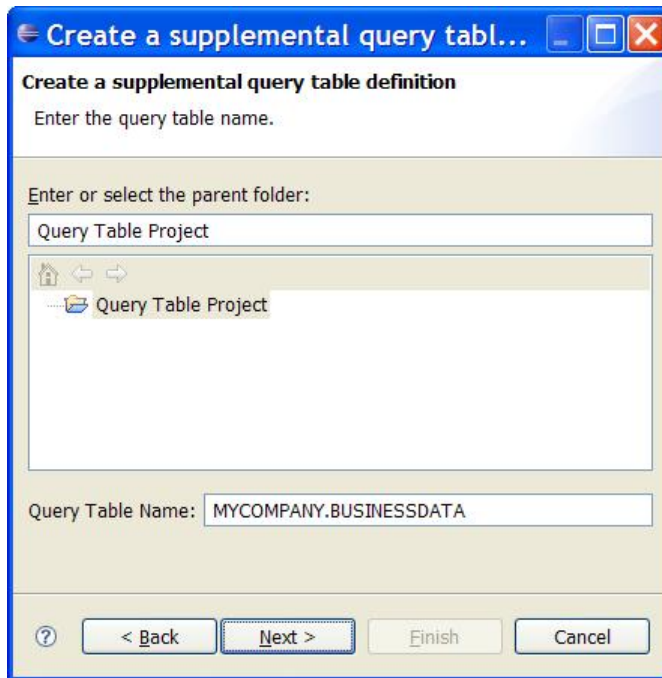 Create a supplemental query tabl...
Create a supplemental query table definition
Enter the query table name.
Enter or select the parent folder:
Query Table Project
Query Table Project
Query Table Name: MYCOMPANY.BUSINESSDATA
? < Back Next > Finish Cancel